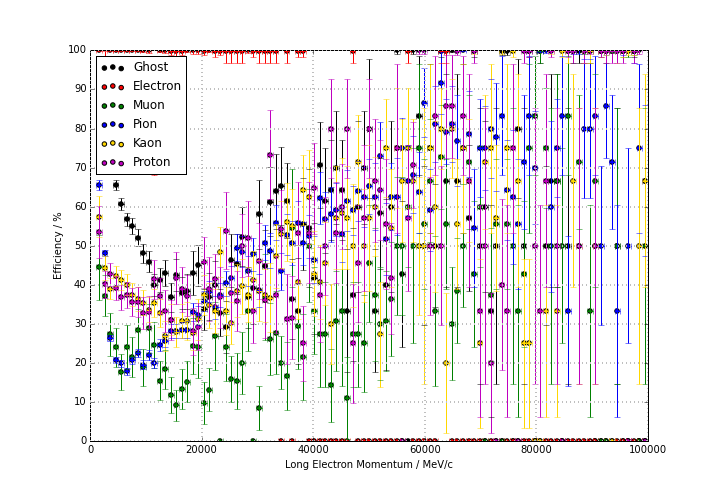 100
90
80
70
60
50
40
30
20
10
0
Efficiency / %
Ghost
Electron
Muon
Pion
Kaon
Proton
0 20000 40000 60000 80000 100000
Long Electron Momentum / MeV/c